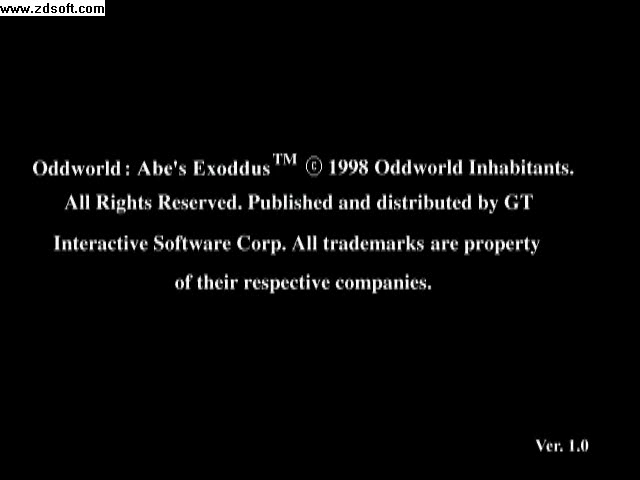 www.zdsoft.com
Oddworld: Abe's Exoddus™ © 1998 Oddworld Inhabitants.
All Rights Reserved. Published and distributed by GT
Interactive Software Corp. All trademarks are property
of their respective companies.
Ver. 1.0